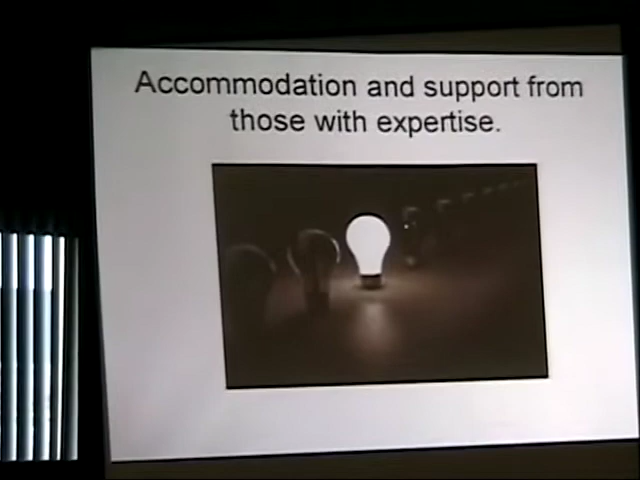 Accommodation and support from
those with expertise.